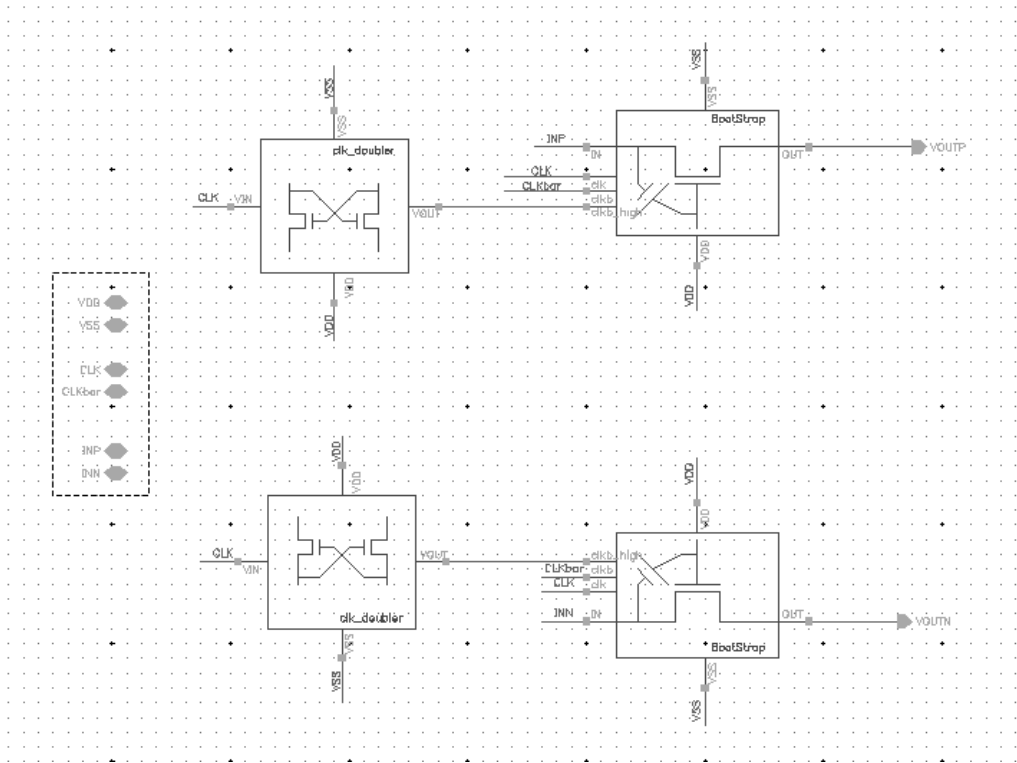 VSS
VSS
clk_doubler
CLK
VIN
VOUT
VDD
VDD
VSS
VSS
BootStrap
INP
IN
CLK
clk
CLKbar
clkb
clkb_high
OUT
VOUTP
VDD
VDD
VDD
VSS
CLK
CLKbar
INP
INN
VDD
VDD
CLK
VIN
VOUT
clk_doubler
VSS
VSS
VDD
VDD
clkb_high
CLKbar
clkb
CLK
clk
INN
IN
OUT
VOUTN
BootStrap
VSS
VSS